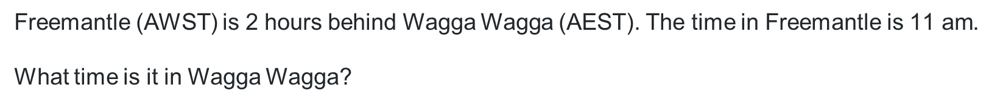 Freemantle (AWST) is 2 hours behind Wagga Wagga (AEST). The time in Freemantle is 11 am.
What time is it in Wagga Wagga?